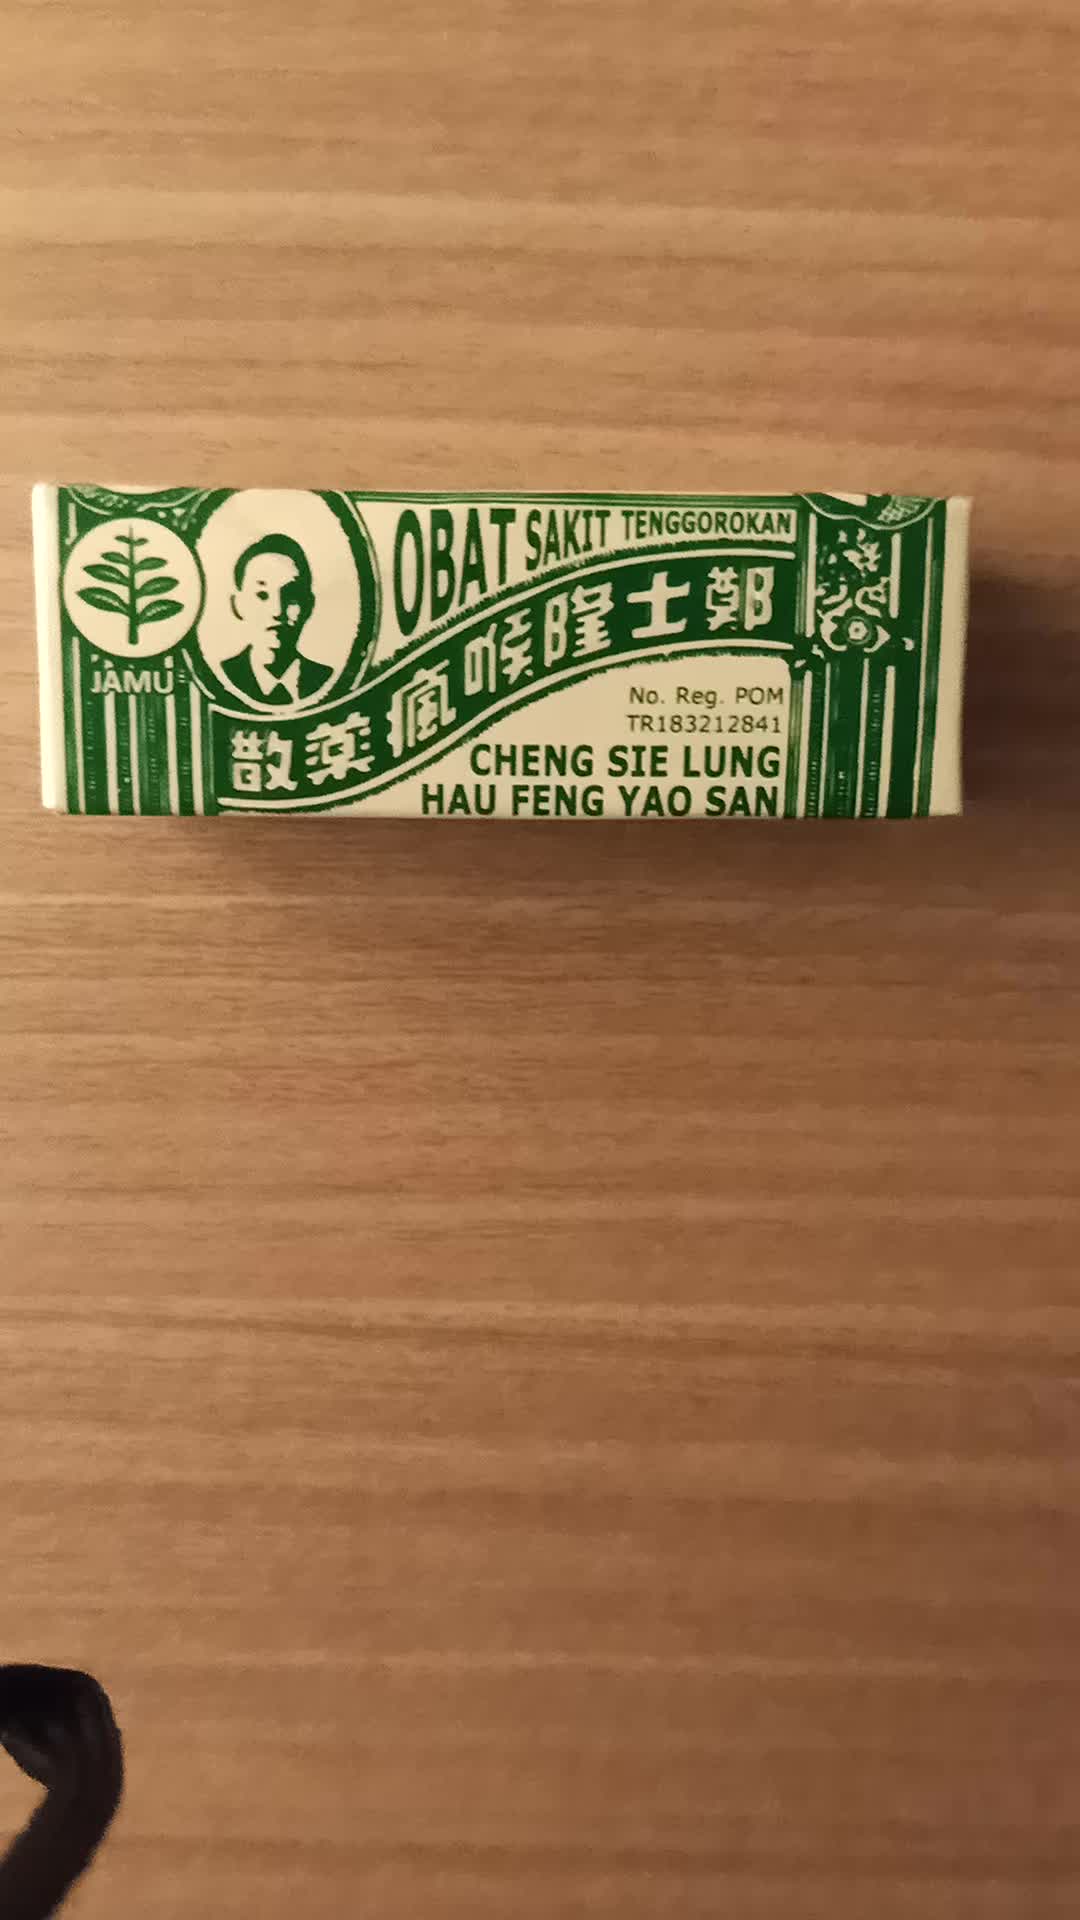 JAMU
OBAT SAKIT TENGGOROKAN
散藥瘋喉隆士鄭
No. Reg. POM
TR183212841
CHENG SIE LUNG
HAU FENG YAO SAN